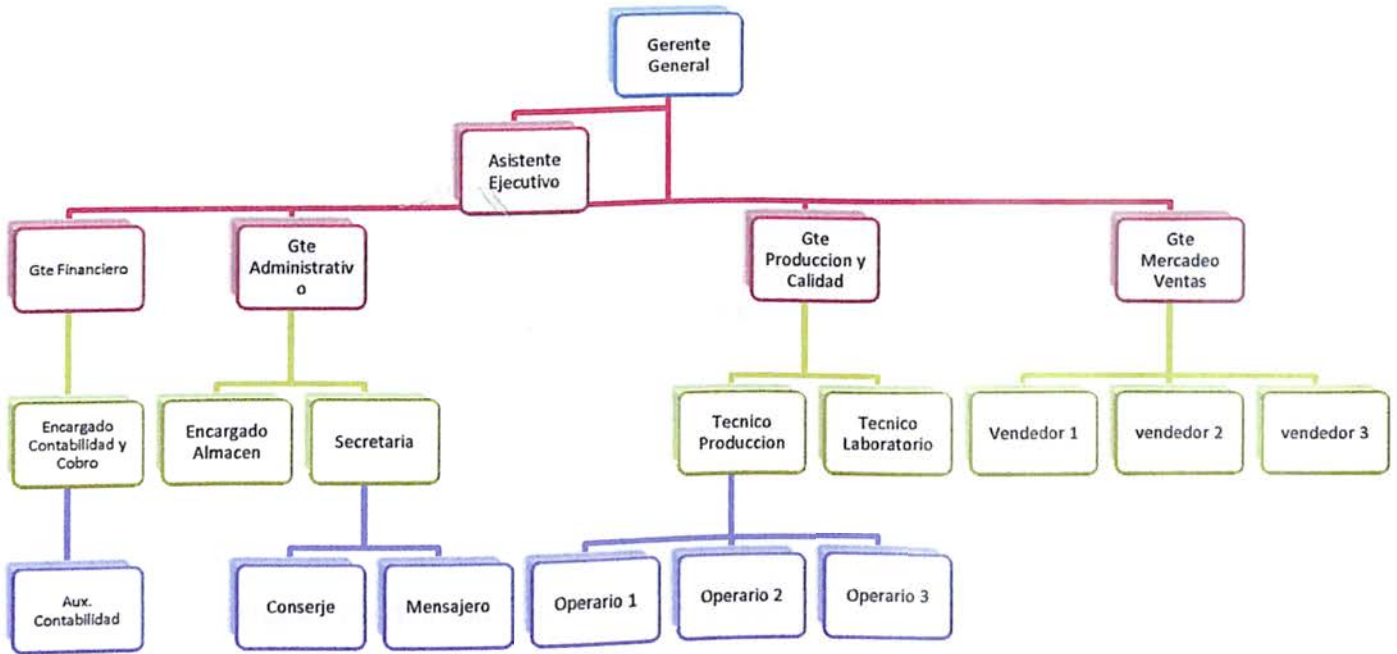 Gerente
General
Asistente
Ejecutivo
Gte Financiero
Gte
Administrativ
o
Gte
Produccion y
Calidad
Gte
Mercadeo
Ventas
Encargado
Contabilidad y
Cobro
Encargado
Almacen
Secretaria
Tecnico
Produccion
Tecnico
Laboratorio
Vendedor 1
vendedor 2
vendedor 3
Aux.
Contabilidad
Conserje
Mensajero
Operario 1
Operario 2
Operario 3